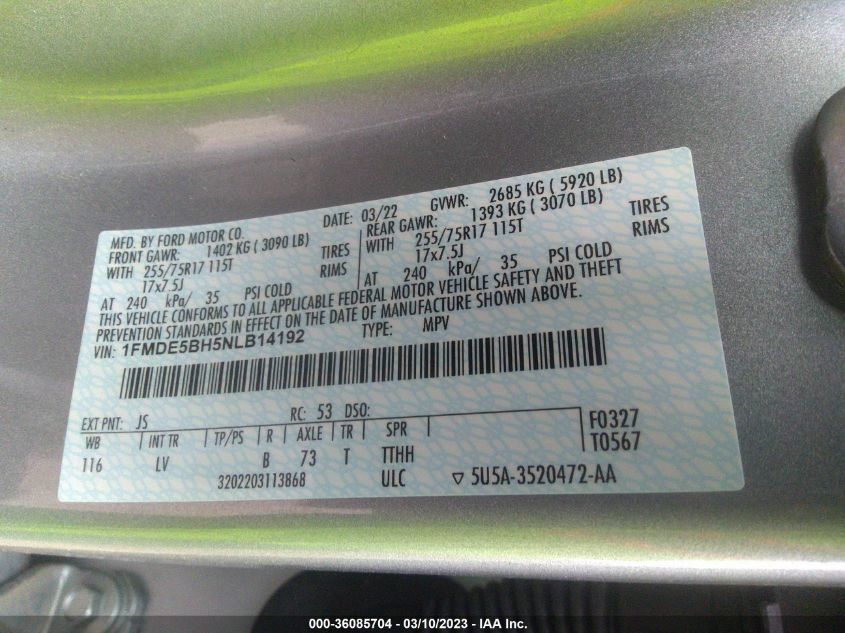 MFD. BY FORD MOTOR CO.
DATE: 03/22 GVWR: 2685 KG ( 5920 LB)
FRONT GAWR: 1402 KG ( 3090 LB) REAR GAWR: 1393 KG ( 3070 LB)
WITH 255/75R17 115T TIRES WITH 255/75R17 115T TIRES
17x7.5J RIMS 17x7.5J RIMS
AT 240 kPa/ 35 PSI COLD AT 240 kPa/ 35 PSI COLD
THIS VEHICLE CONFORMS TO ALL APPLICABLE FEDERAL MOTOR VEHICLE SAFETY AND THEFT
PREVENTION STANDARDS IN EFFECT ON THE DATE OF MANUFACTURE SHOWN ABOVE.
VIN: 1FMDE5BH5NLB14192 TYPE: MPV
EXT PNT: JS RC: 53 DSO: F0327
WB INT TR TP/PS R AXLE TR SPR T0567
116 LV B 73 T TTHH
3202203113868 ULC ▽ 5U5A-3520472-AA
000-36085704 - 03/10/2023 - IAA Inc.